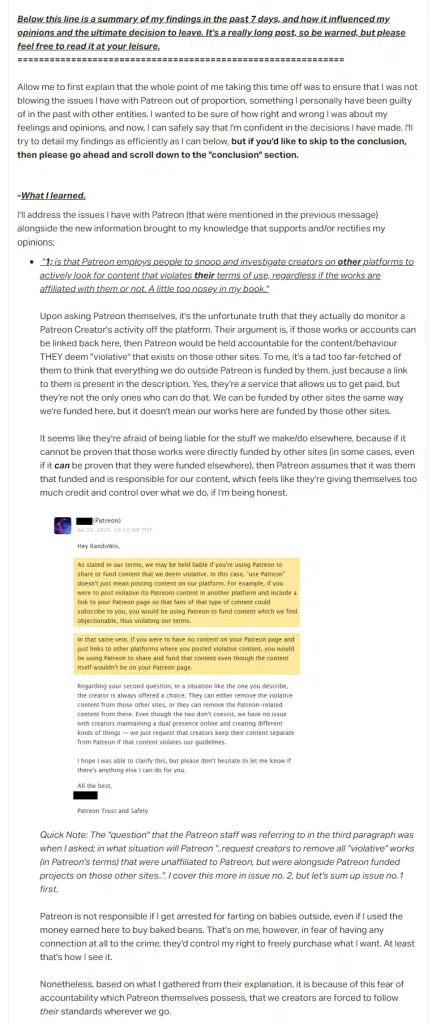 Below this line is a summary of my findings in the past 7 days, and how it influenced my
opinions and the ultimate decision to leave. It's a really long post, so be warned, but please
feel free to read it at your leisure.
=============================================================
Allow me to first explain that the whole point of me taking this time off was to ensure that I was not
blowing the issues I have with Patreon out of proportion, something I personally have been guilty
of in the past with other entities. I wanted to be sure of how right and wrong I was about my
feelings and opinions, and now, I can safely say that I'm confident in the decisions I have made. I'll
try to detail my findings as efficiently as I can below, but if you'd like to skip to the conclusion,
then please go ahead and scroll down to the "conclusion" section.
-What I learned.
I'll address the issues I have with Patreon (that were mentioned in the previous message)
alongside the new information brought to my knowledge that supports and/or rectifies my
opinions;
• "1; is that Patreon employs people to snoop and investigate creators on other platforms to
actively look for content that violates their terms of use, regardless if the works are
affiliated with them or not. A little too nosey in my book."
Upon asking Patreon themselves, it's the unfortunate truth that they actually do monitor a
Patreon Creator's activity off the platform. Their argument is, if those works or accounts can
be linked back here, then Patreon would be held accountable for the content/behaviour
THEY deem "violative" that exists on those other sites. To me, it's a tad too far-fetched of
them to think that everything we do outside Patreon is funded by them, just because a link
to them is present in the description. Yes, they're a service that allows us to get paid, but
they're not the only ones who can do that. We can be funded by other sites the same way
we're funded here, but it doesn't mean our works here are funded by those other sites.
It seems like they're afraid of being liable for the stuff we make/do elsewhere, because if it
cannot be proven that those works were directly funded by other sites (in some cases, even
if it can be proven that they were funded elsewhere), then Patreon assumes that it was them
that funded and is responsible for our content, which feels like they're giving themselves too
much credit and control over what we do, if I'm being honest.
(Patreon)
Jul 22, 2020, 10:52 AM PDT
Hey RandoWis,
As stated in our terms, we may be held liable if you're using Patreon to
share or fund content that we deem violative. In this case, "use Patreon"
doesn't just mean posting content on our platform. For example, if you
were to post violative (to Patreon) content in another platform and include a
link to your Patreon page so that fans of that type of content could
subscribe to you, you would be using Patreon to fund content which we find
objectionable, thus violating our terms.
In that same vein, if you were to have no content on your Patreon page and
just links to other platforms where you posted violative content, you would
be using Patreon to share and fund that content even though the content
itself wouldn't be on your Patreon page.
Regarding your second question, in a situation like the one you describe,
the creator is always offered a choice. They can either remove the violative
content from those other sites, or they can remove the Patreon-related
content from there. Even though the two don't coexist, we have no issue
with creators maintaining a dual presence online and creating different
kinds of things — we just request that creators keep their content separate
from Patreon if that content violates our guidelines.
I hope I was able to clarify this, but please don't hesitate to let me know if
there's anything else I can do for you.
All the best,
Patreon Trust and Safety
Quick Note: The "question" that the Patreon staff was referring to in the third paragraph was
when I asked; in what situation will Patreon "..request creators to remove all "violative" works
(in Patreon's terms) that were unaffiliated to Patreon, but were alongside Patreon funded
projects on those other sites..". I cover this more in issue no. 2, but let's sum up issue no.1
first.
Patreon is not responsible if I get arrested for farting on babies outside, even if I used the
money earned here to buy baked beans. That's on me, however, in fear of having any
connection at all to the crime, they'd control my right to freely purchase what I want. At least
that's how I see it.
Nonetheless, based on what I gathered from their explanation, it is because of this fear of
accountability which Patreon themselves possess, that we creators are forced to follow
their standards wherever we go.